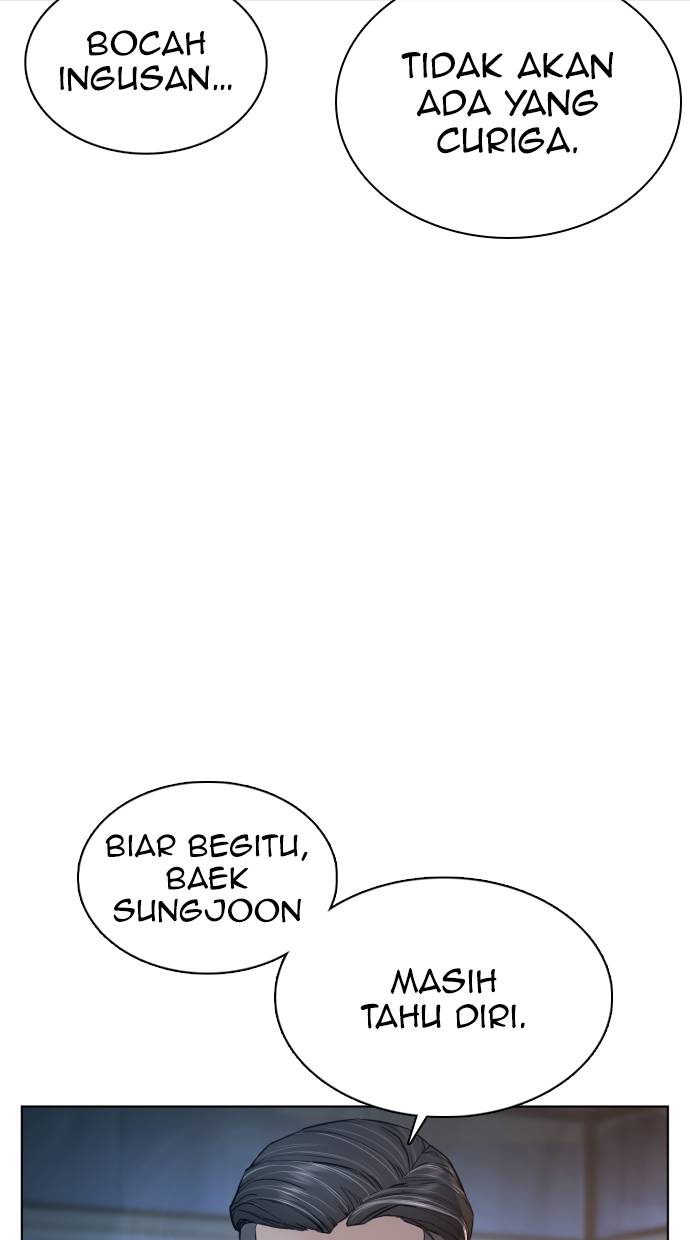 BOCAH
INGUSAN...
TIDAK AKAN
ADA YANG
CURIGA.
BIAR BEGITU,
BAEK
SUNGJOON
MASIH
TAHU DIRI.